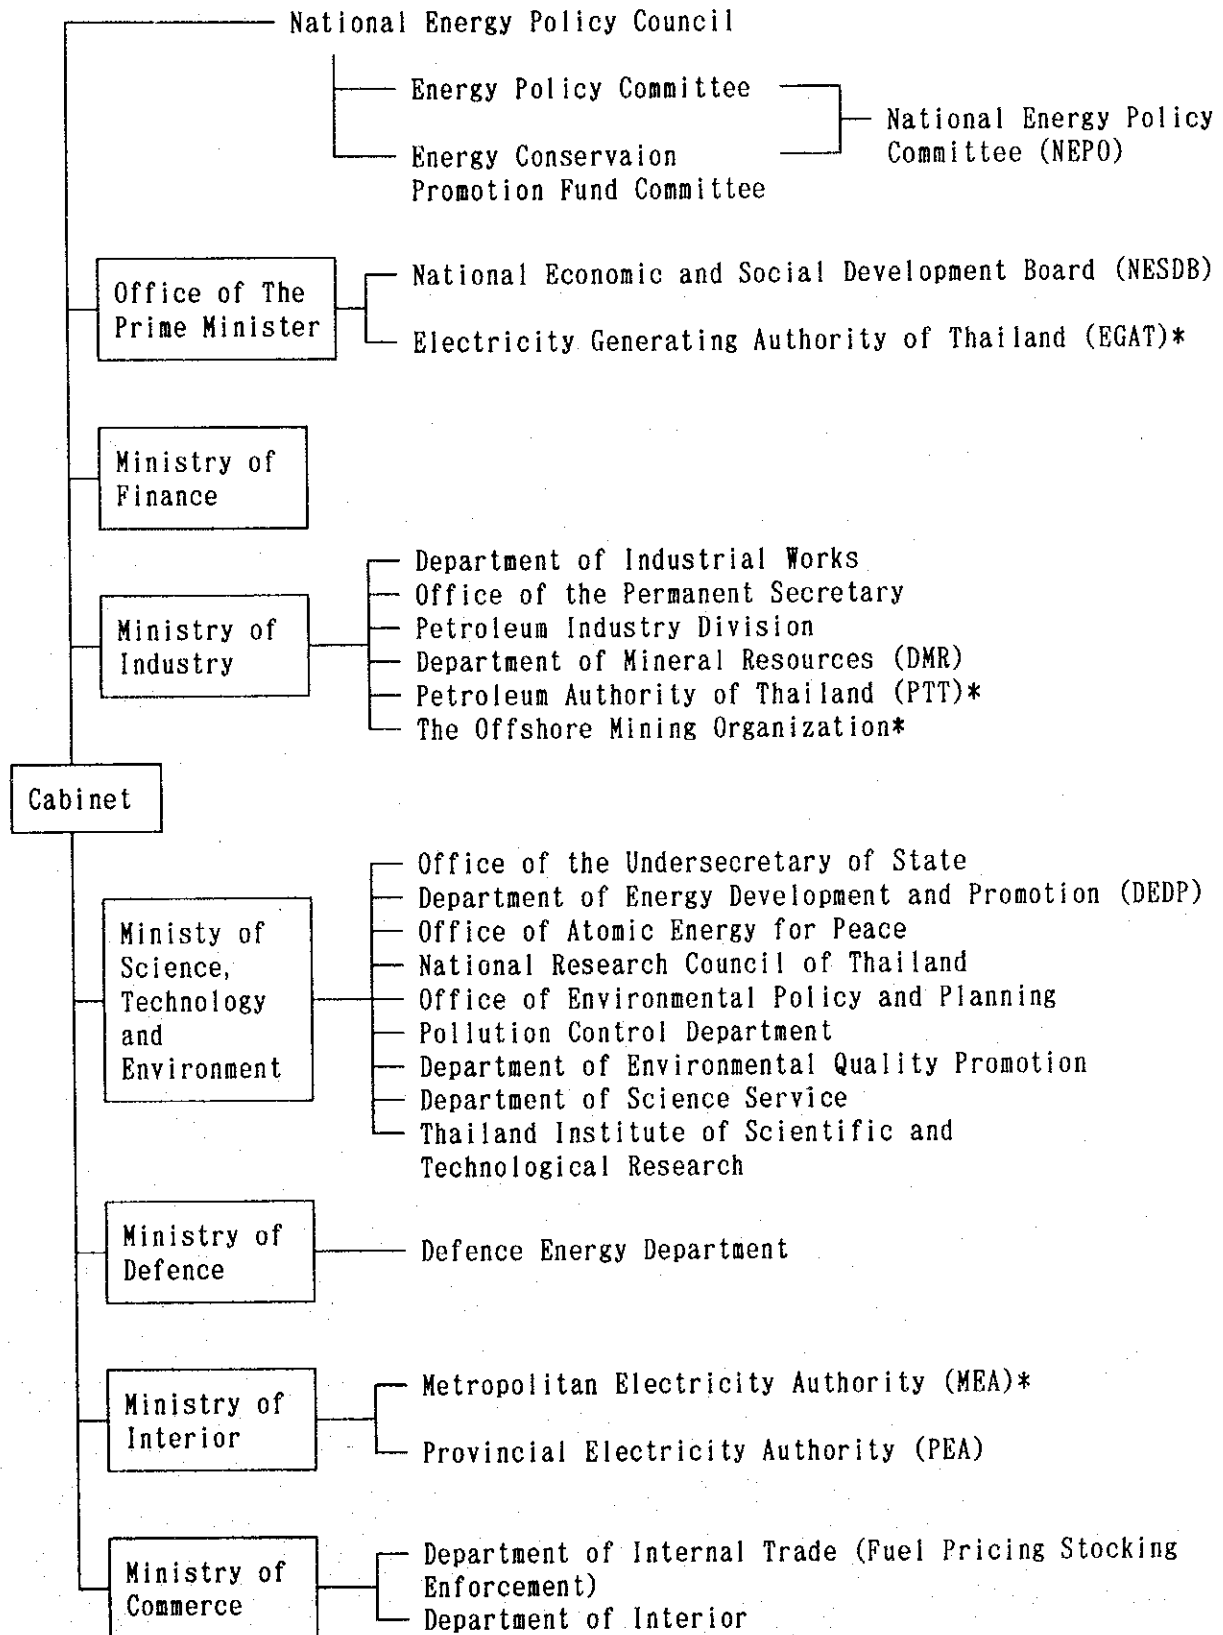 National Energy Policy Council
Energy Policy Committee
National Energy Policy
Committee (NEPO)
Energy Conservaion
Promotion Fund Committee
Office of The
Prime Minister
National Economic and Social Development Board (NESDB)
Electricity Generating Authority of Thailand (EGAT)*
Ministry of
Finance
Ministry of
Industry
Department of Industrial Works
Office of the Permanent Secretary
Petroleum Industry Division
Department of Mineral Resources (DMR)
Petroleum Authority of Thailand (PTT)*
The Offshore Mining Organization*
Cabinet
Ministy of
Science,
Technology
and
Environment
Office of the Undersecretary of State
Department of Energy Development and Promotion (DEDP)
Office of Atomic Energy for Peace
National Research Council of Thailand
Office of Environmental Policy and Planning
Pollution Control Department
Department of Environmental Quality Promotion
Department of Science Service
Thailand Institute of Scientific and
Technological Research
Ministry of
Defence
Defence Energy Department
Ministry of
Interior
Metropolitan Electricity Authority (MEA)*
Provincial Electricity Authority (PEA)
Ministry of
Commerce
Department of Internal Trade (Fuel Pricing Stocking
Enforcement)
Department of Interior